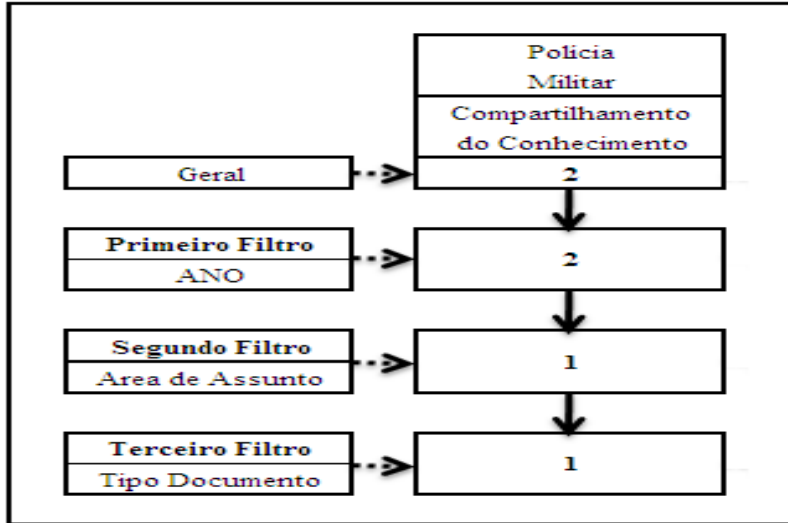 Policia
Militar
Compartilhamento
do Conhecimento
Geral
2
Primeiro Filtro
ANO
2
Segundo Filtro
Area de Assunto
1
Terceiro Filtro
Tipo Documento
1